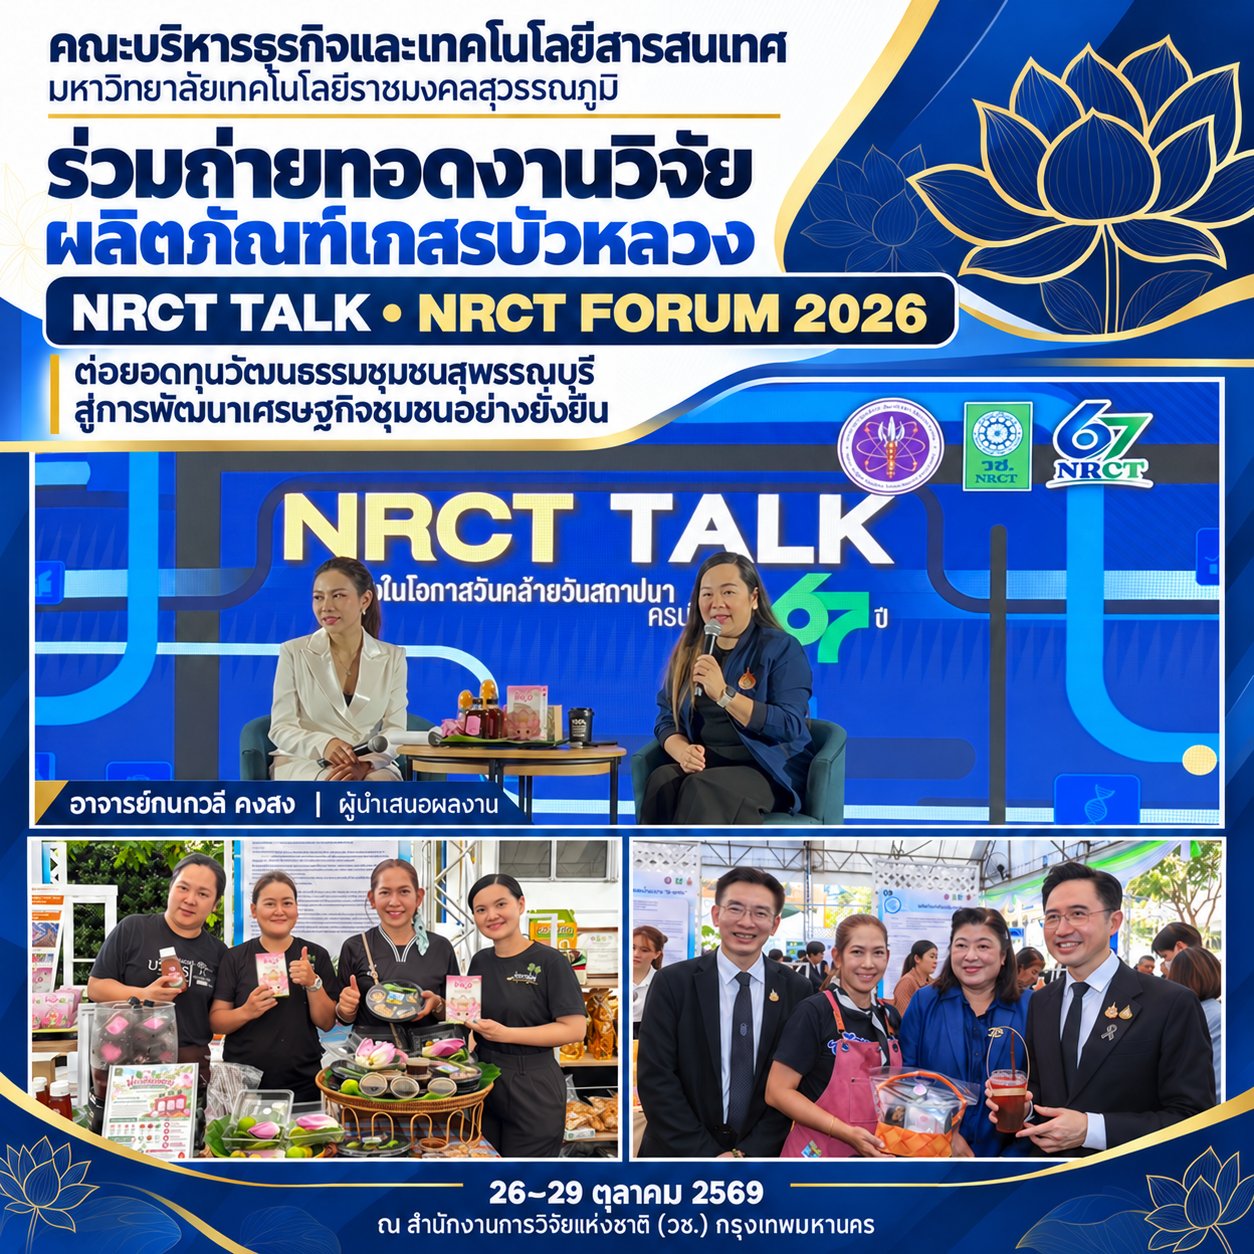 คณะบริหารธุรกิจและเทคโนโลยีสารสนเทศ
มหาวิทยาลัยเทคโนโลยีราชมงคลสุวรรณภูมิ
ร่วมถ่ายทอดงานวิจัย
ผลิตภัณฑ์เกสรบัวหลวง
NRCT TALK • NRCT FORUM 2026
ต่อยอดทุนวัฒนธรรมชุมชนสุพรรณบุรี
สู่การพัฒนาเศรษฐกิจชุมชนอย่างยั่งยืน
วช.
NRCT
67
NRCT
NRCT TALK
ในโอกาสวันคล้ายวันสถาปนา
67 ปี
อาจารย์กนกวลี คงสง | ผู้นำเสนอผลงาน
26–29 ตุลาคม 2569
ณ สำนักงานการวิจัยแห่งชาติ (วช.) กรุงเทพมหานคร